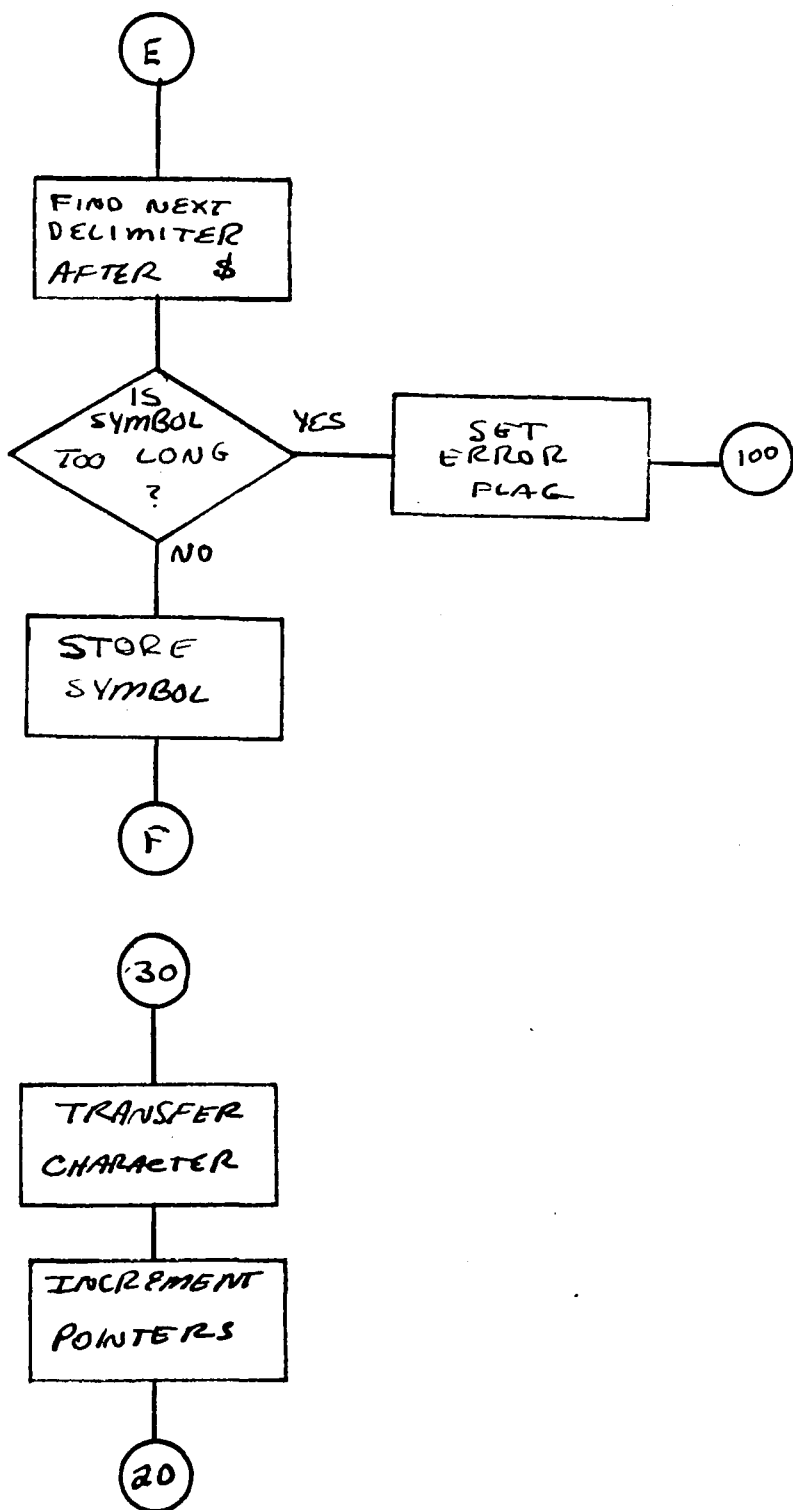 E
FIND NEXT
DELIMITER
AFTER $
IS
SYMBOL
TOO LONG
?
YES
SET
ERROR
FLAG
100
NO
STORE
SYMBOL
F
30
TRANSFER
CHARACTER
INCREMENT
POINTERS
20